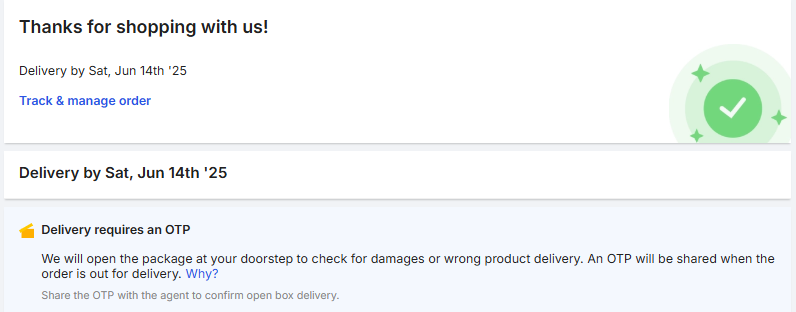 Thanks for shopping with us!
Delivery by Sat, Jun 14th '25
Track & manage order
Delivery by Sat, Jun 14th '25
Delivery requires an OTP
We will open the package at your doorstep to check for damages or wrong product delivery. An OTP will be shared when the
order is out for delivery. Why?
Share the OTP with the agent to confirm open box delivery.